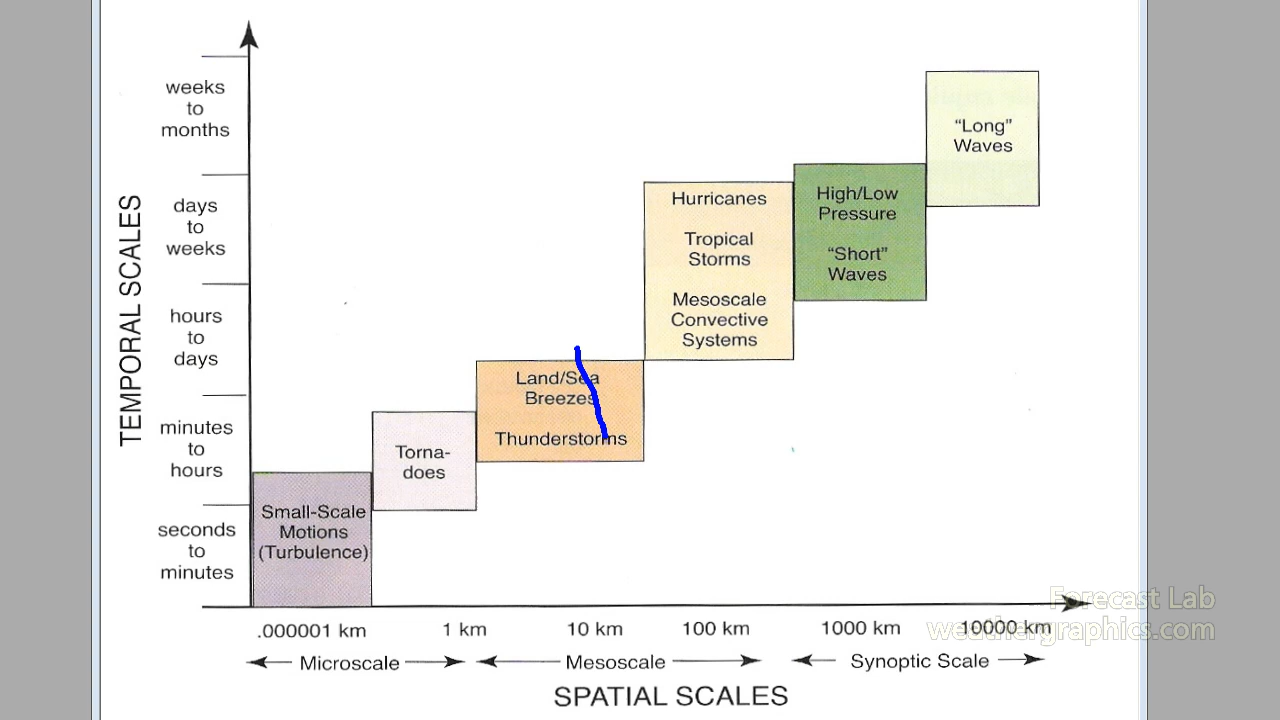 TEMPORAL SCALES
weeks
to
months
days
to
weeks
hours
to
days
minutes
to
hours
seconds
to
minutes
"Long"
Waves
High/Low
Pressure
"Short"
Waves
Hurricanes
Tropical
Storms
Mesoscale
Convective
Systems
Land/Sea
Breezes
Thunderstorms
Torna-
does
Small-Scale
Motions
(Turbulence)
.000001 km 1 km 10 km 100 km 1000 km 10000 km
Microscale Mesoscale Synoptic Scale
SPATIAL SCALES
Forecast Lab
weathergraphics.com